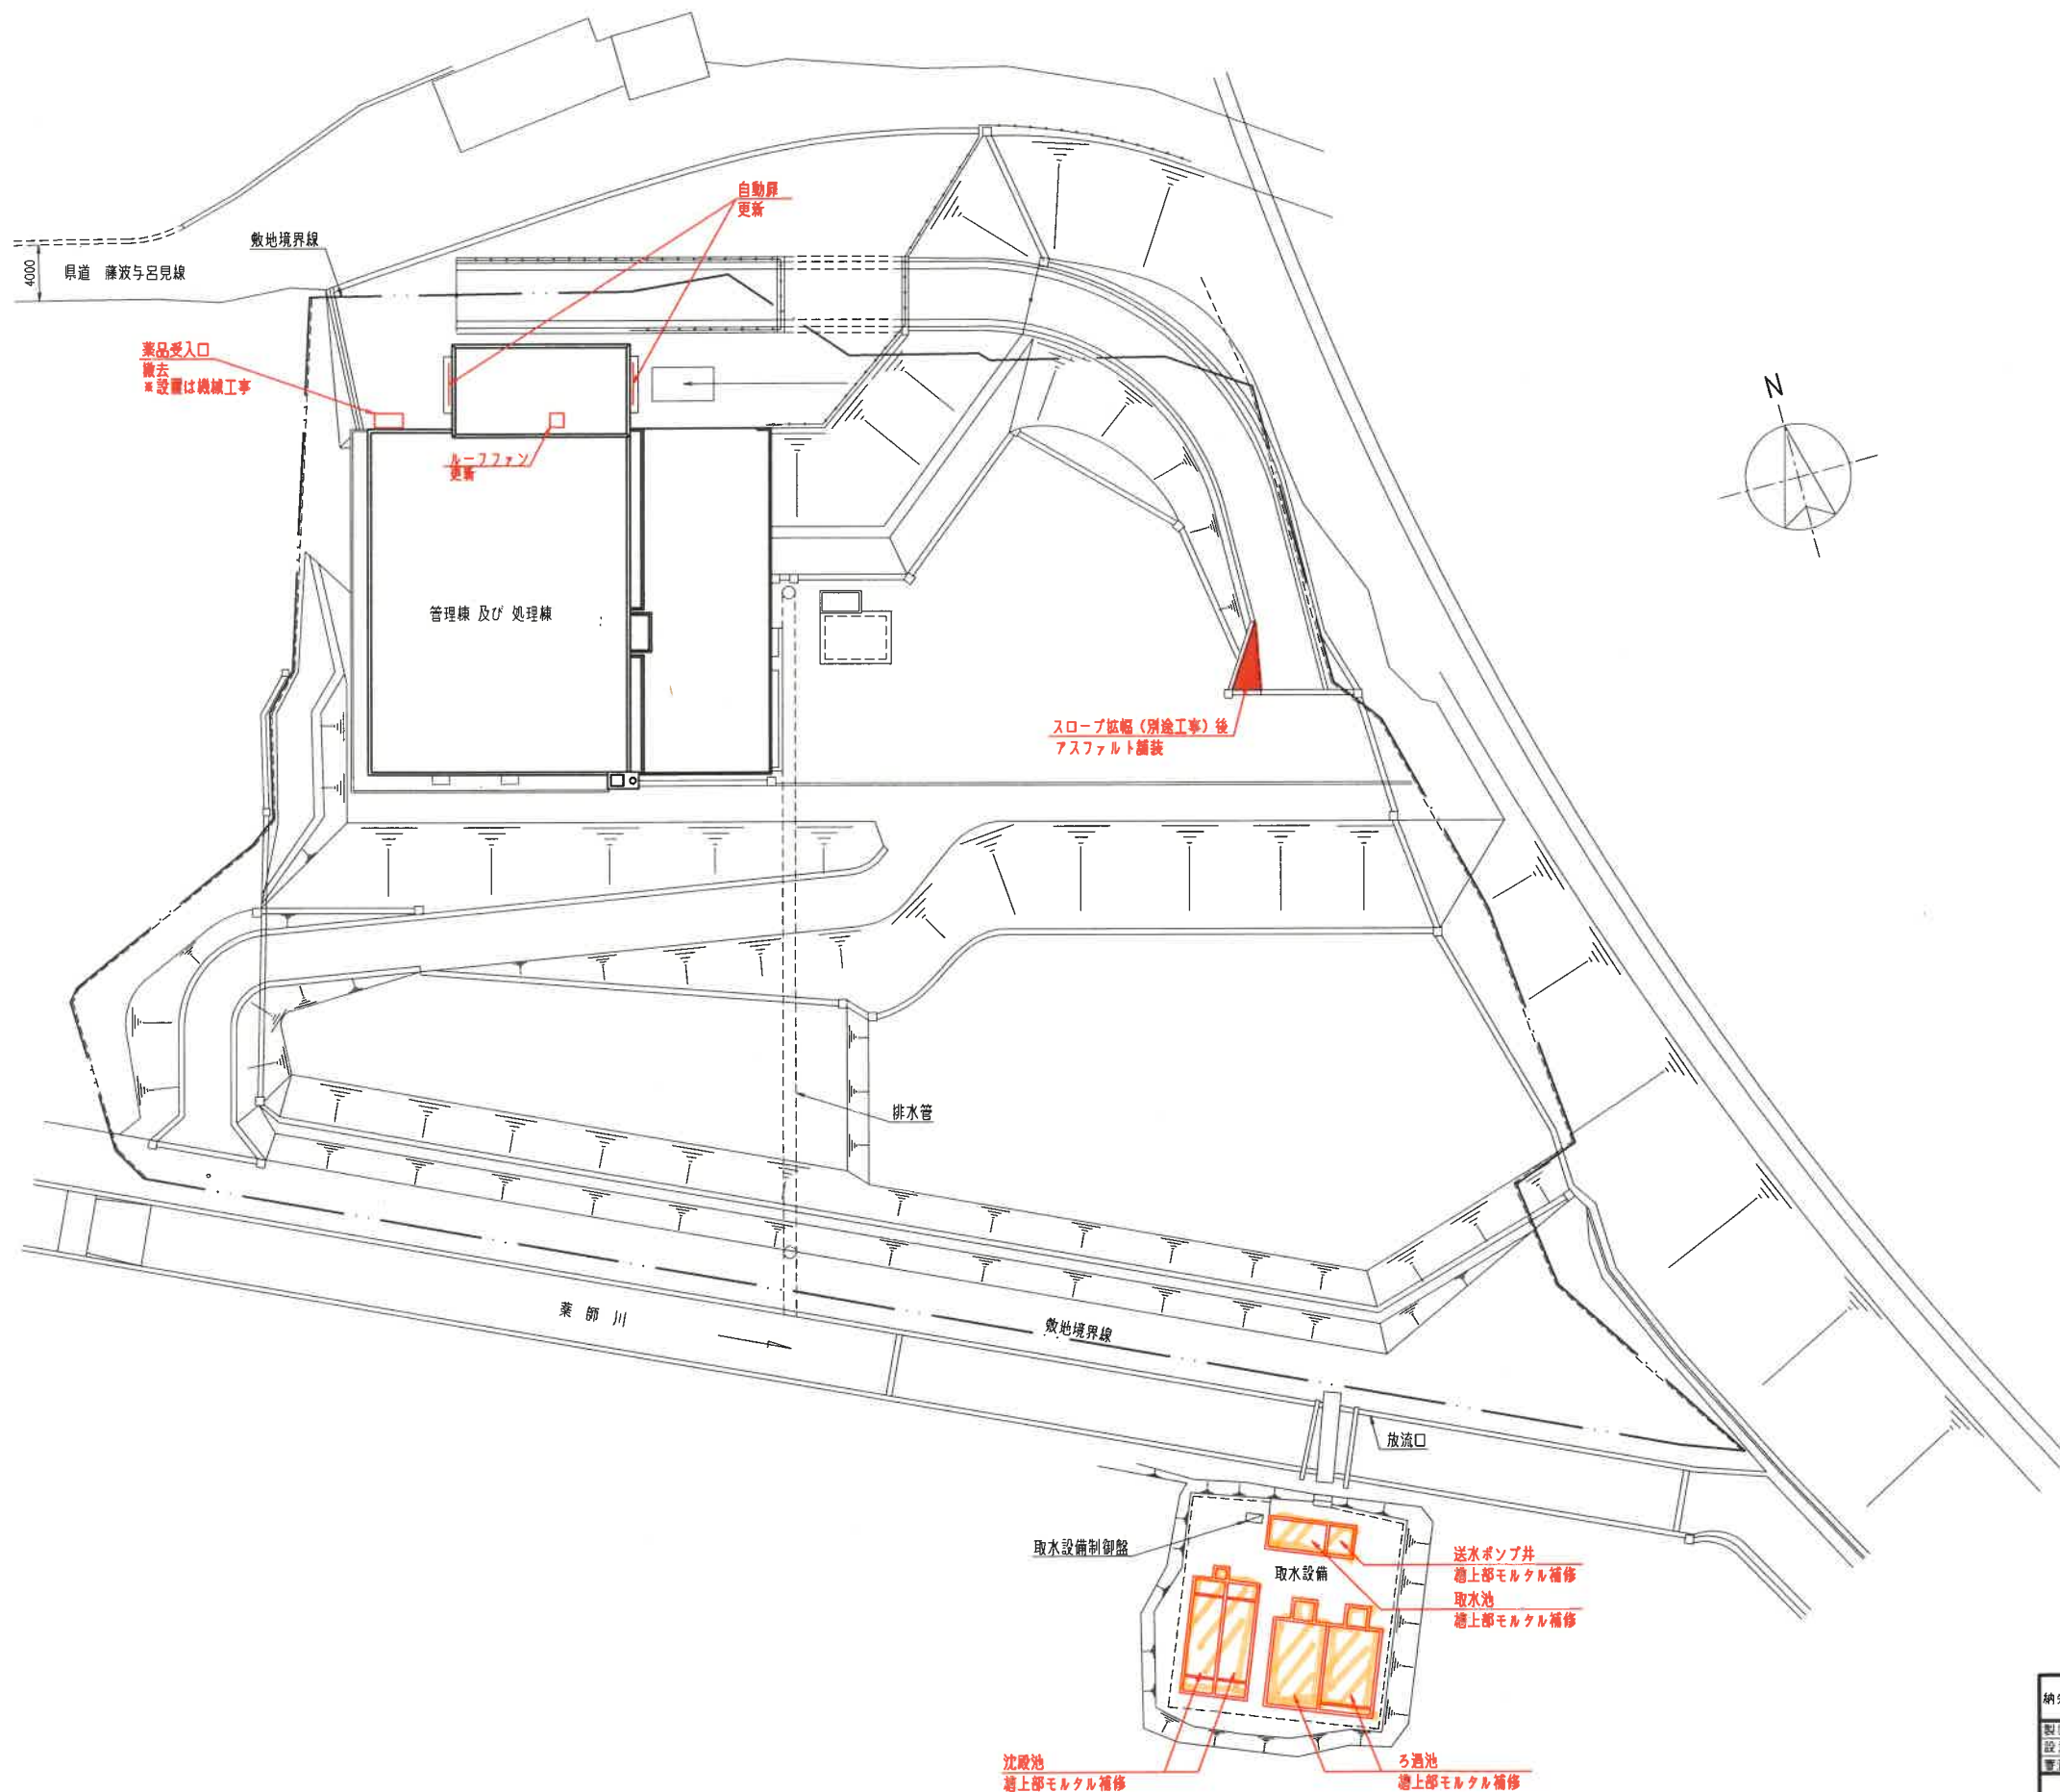 自動扉
更新
敷地境界線
4000
県道 藤波与呂見線
薬品受入口
撤去
※設置は機械工事
N
ルーフファン
更新
管理棟 及び 処理棟
スロープ拡幅（別途工事）後
アスファルト舗装
排水管
薬師川
敷地境界線
放流口
取水設備制御盤
取水設備
送水ポンプ井
槽上部モルタル補修
取水池
槽上部モルタル補修
沈殿池
槽上部モルタル補修
ろ過池
槽上部モルタル補修